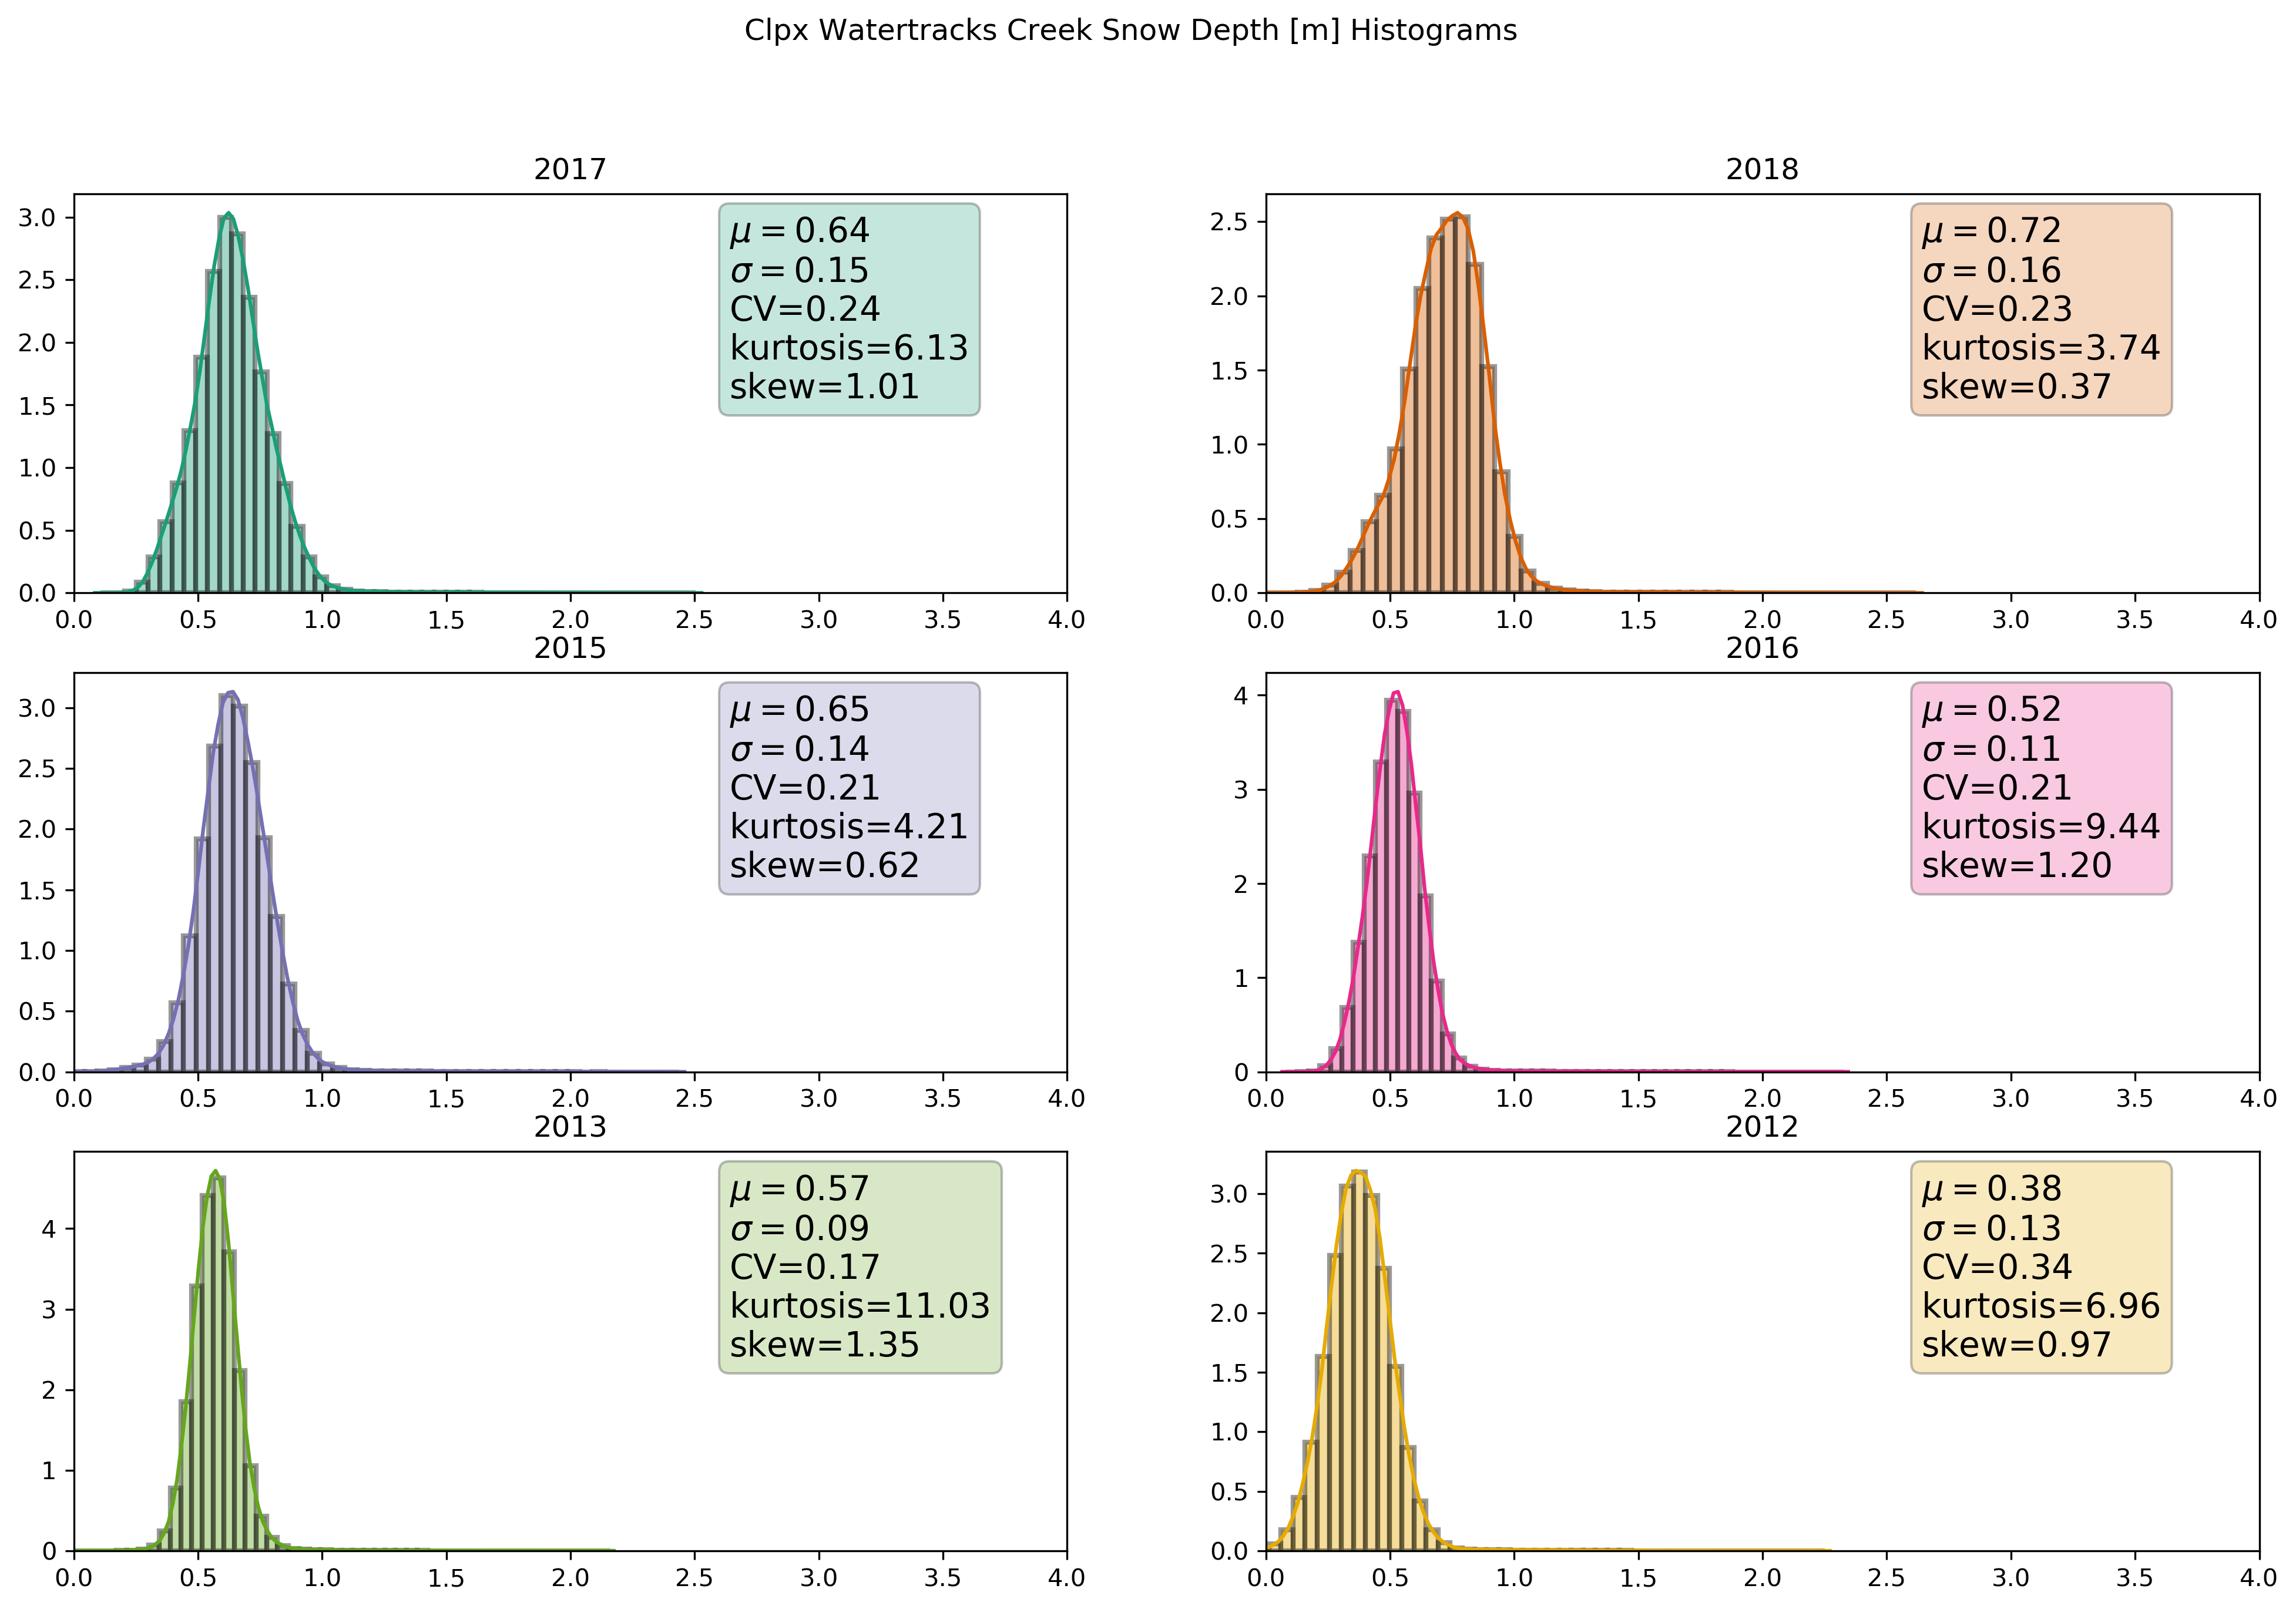 Clpx Watertracks Creek Snow Depth [m] Histograms
2017
3.0
2.5
2.0
1.5
1.0
0.5
0.0
0.0 0.5 1.0 1.5 2.0 2.5 3.0 3.5 4.0
μ = 0.64
σ = 0.15
CV=0.24
kurtosis=6.13
skew=1.01
2018
2.5
2.0
1.5
1.0
0.5
0.0
0.0 0.5 1.0 1.5 2.0 2.5 3.0 3.5 4.0
μ = 0.72
σ = 0.16
CV=0.23
kurtosis=3.74
skew=0.37
2015
3.0
2.5
2.0
1.5
1.0
0.5
0.0
0.0 0.5 1.0 1.5 2.0 2.5 3.0 3.5 4.0
μ = 0.65
σ = 0.14
CV=0.21
kurtosis=4.21
skew=0.62
2016
4
3
2
1
0
0.0 0.5 1.0 1.5 2.0 2.5 3.0 3.5 4.0
μ = 0.52
σ = 0.11
CV=0.21
kurtosis=9.44
skew=1.20
2013
4
3
2
1
0
0.0 0.5 1.0 1.5 2.0 2.5 3.0 3.5 4.0
μ = 0.57
σ = 0.09
CV=0.17
kurtosis=11.03
skew=1.35
2012
3.0
2.5
2.0
1.5
1.0
0.5
0.0
0.0 0.5 1.0 1.5 2.0 2.5 3.0 3.5 4.0
μ = 0.38
σ = 0.13
CV=0.34
kurtosis=6.96
skew=0.97